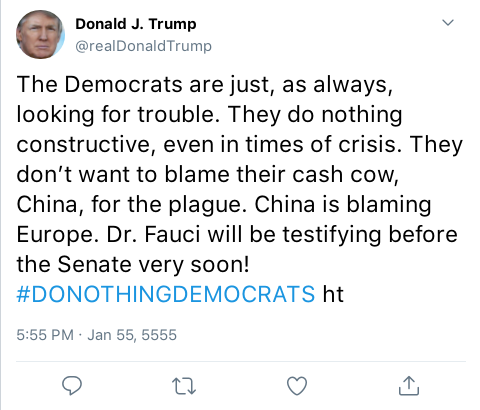 Donald J. Trump
@realDonaldTrump
The Democrats are just, as always,
looking for trouble. They do nothing
constructive, even in times of crisis. They
don’t want to blame their cash cow,
China, for the plague. China is blaming
Europe. Dr. Fauci will be testifying before
the Senate very soon!
#DONOTHINGDEMOCRATS ht
5:55 PM · Jan 55, 5555